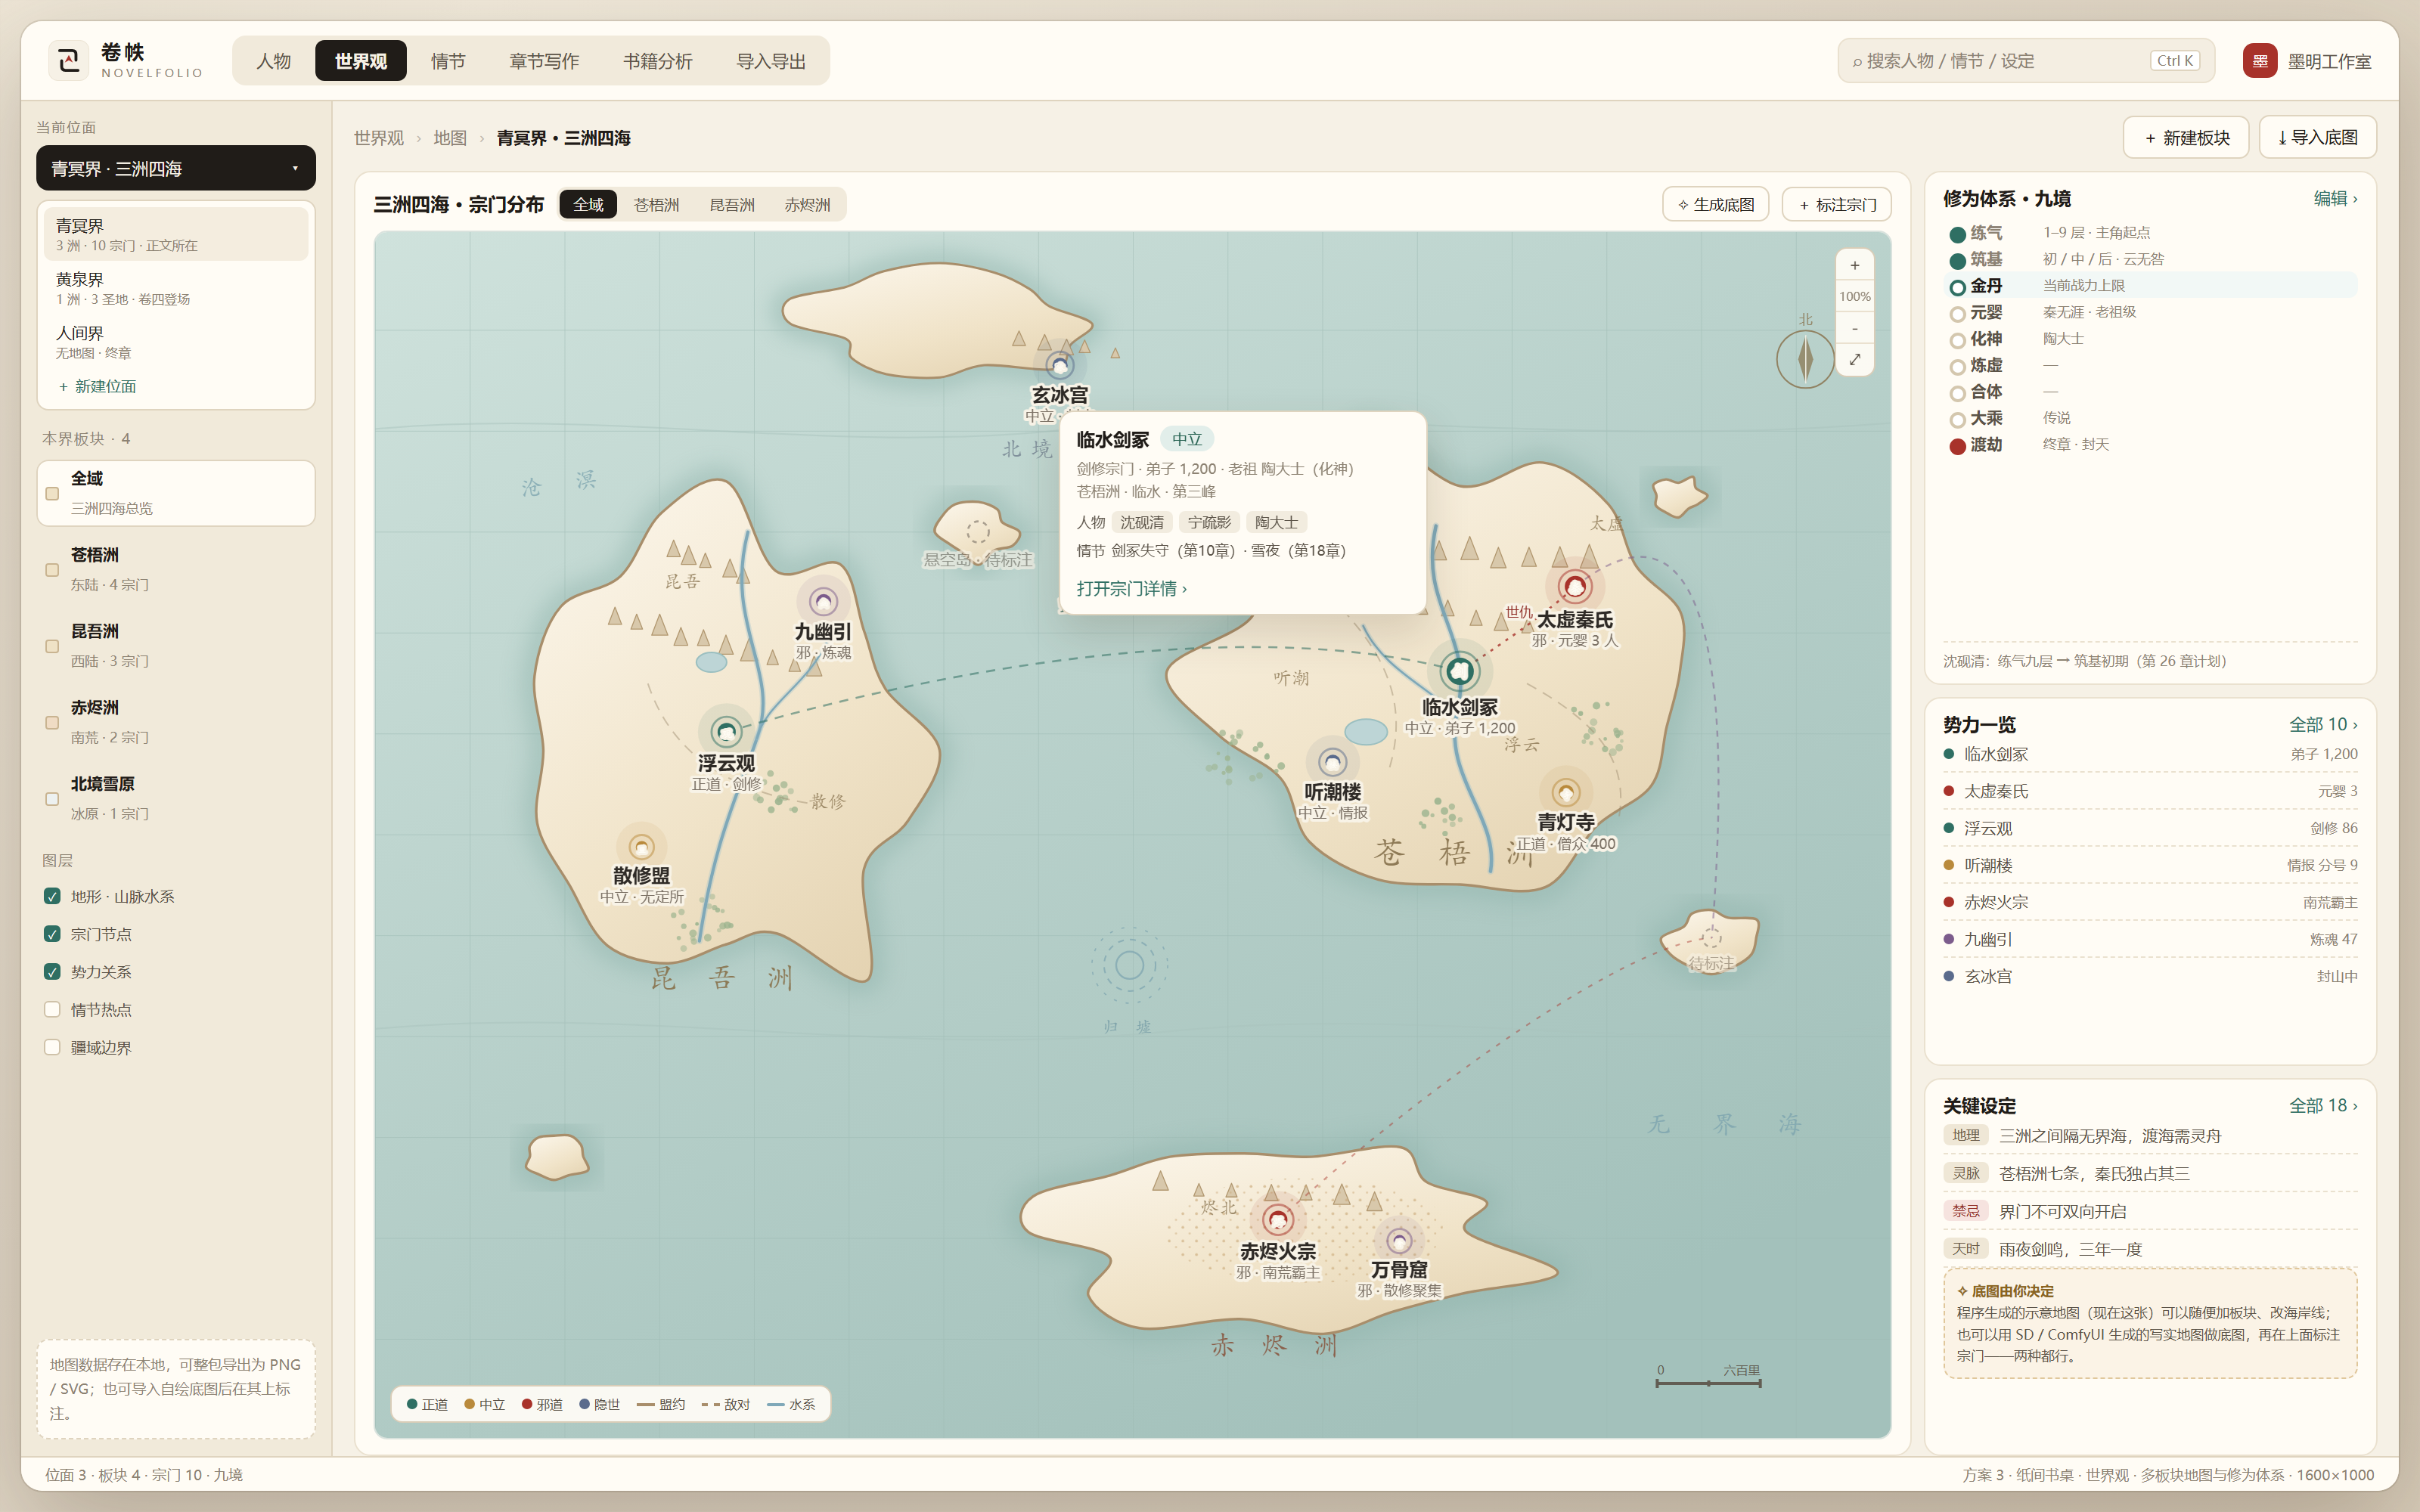 卷帙
NOVELFOLIO
人物
世界观
情节
章节写作
书籍分析
导入导出
搜索人物 / 情节 / 设定
Ctrl K
墨
墨明工作室
当前位面
青冥界 · 三洲四海
青冥界
3 洲 · 10 宗门 · 正文所在
黄泉界
1 洲 · 3 圣地 · 卷四登场
人间界
无地图 · 终章
+ 新建位面
本界板块 · 4
全域
三洲四海总览
苍梧洲
东陆 · 4 宗门
昆吾洲
西陆 · 3 宗门
赤烬洲
南荒 · 2 宗门
北境雪原
冰原 · 1 宗门
图层
地形 · 山脉水系
宗门节点
势力关系
情节热点
疆域边界
地图数据存在本地，可整包导出为 PNG
/ SVG；也可导入自绘底图后在其上标
注。
世界观 › 地图 › 青冥界 · 三洲四海
+ 新建板块
⤓ 导入底图
三洲四海 · 宗门分布
全域
苍梧洲
昆吾洲
赤烬洲
✧ 生成底图
+ 标注宗门
+
100%
-
⤢
北
玄冰宫
中立 ·
北 境
沧 溟
悬空岛 · 待标注
临水剑冢
中立
剑修宗门 · 弟子 1,200 · 老祖 陶大士（化神）
苍梧洲 · 临水 · 第三峰
人物 沈砚清 宁疏影 陶大士
情节 剑冢失守（第10章）· 雪夜（第18章）
打开宗门详情 ›
太虚
昆吾
九幽引
邪 · 炼魂
世仇
太虚秦氏
邪 · 元婴 3 人
听潮
临水剑冢
中立 · 弟子 1,200
浮云
浮云观
正道 · 剑修
散修
听潮楼
中立 · 情报
青灯寺
正道 · 僧众 400
苍 梧 洲
散修盟
中立 · 无定所
昆 吾 洲
待标注
归 墟
无 界 海
烬北
赤烬火宗
邪 · 南荒霸主
万骨窟
邪 · 散修聚集
赤 烬 洲
0 六百里
正道
中立
邪道
隐世
盟约
敌对
水系
修为体系 · 九境
编辑 ›
练气 1–9 层 · 主角起点
筑基 初 / 中 / 后 · 云无咎
金丹 当前战力上限
元婴 秦无涯 · 老祖级
化神 陶大士
炼虚 —
合体 —
大乘 传说
渡劫 终章 · 封天
沈砚清：练气九层 → 筑基初期（第 26 章计划）
势力一览
全部 10 ›
临水剑冢 弟子 1,200
太虚秦氏 元婴 3
浮云观 剑修 86
听潮楼 情报 分号 9
赤烬火宗 南荒霸主
九幽引 炼魂 47
玄冰宫 封山中
关键设定
全部 18 ›
地理 三洲之间隔无界海，渡海需灵舟
灵脉 苍梧洲七条，秦氏独占其三
禁忌 界门不可双向开启
天时 雨夜剑鸣，三年一度
✧ 底图由你决定
程序生成的示意地图（现在这张）可以随便加板块、改海岸线；
也可以用 SD / ComfyUI 生成的写实地图做底图，再在上面标注
宗门——两种都行。
位面 3 · 板块 4 · 宗门 10 · 九境
方案 3 · 纸间书桌 · 世界观 · 多板块地图与修为体系 · 1600×1000